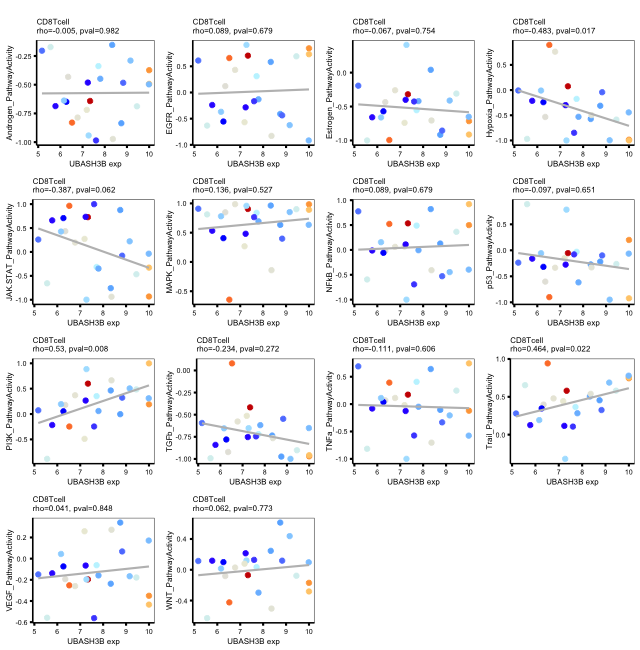 CD8Tcell
rho=-0.005, pval=0.982
Androgen_PathwayActivity
-0.25
-0.50
-0.75
-1.00
5 6 7 8 9 10
UBASH3B exp
CD8Tcell
rho=0.089, pval=0.679
EGFR_PathwayActivity
1.0
0.5
0.0
-0.5
-1.0
5 6 7 8 9 10
UBASH3B exp
CD8Tcell
rho=-0.067, pval=0.754
Estrogen_PathwayActivity
0.0
-0.5
-1.0
5 6 7 8 9 10
UBASH3B exp
CD8Tcell
rho=-0.483, pval=0.017
Hypoxia_PathwayActivity
0.5
0.0
-0.5
-1.0
5 6 7 8 9 10
UBASH3B exp
CD8Tcell
rho=-0.387, pval=0.062
JAK.STAT_PathwayActivity
1.0
0.5
0.0
-0.5
-1.0
5 6 7 8 9 10
UBASH3B exp
CD8Tcell
rho=0.136, pval=0.527
MAPK_PathwayActivity
1.0
0.5
0.0
-0.5
5 6 7 8 9 10
UBASH3B exp
CD8Tcell
rho=0.089, pval=0.679
NFkB_PathwayActivity
1.0
0.5
0.0
-0.5
-1.0
5 6 7 8 9 10
UBASH3B exp
CD8Tcell
rho=-0.097, pval=0.651
p53_PathwayActivity
1.0
0.5
0.0
-0.5
-1.0
5 6 7 8 9 10
UBASH3B exp
CD8Tcell
rho=0.53, pval=0.008
PI3K_PathwayActivity
1.0
0.5
0.0
-0.5
5 6 7 8 9 10
UBASH3B exp
CD8Tcell
rho=-0.234, pval=0.272
TGFb_PathwayActivity
0.00
-0.25
-0.50
-0.75
-1.00
5 6 7 8 9 10
UBASH3B exp
CD8Tcell
rho=-0.111, pval=0.606
TNFa_PathwayActivity
0.5
0.0
-0.5
-1.0
5 6 7 8 9 10
UBASH3B exp
CD8Tcell
rho=0.464, pval=0.022
Trail_PathwayActivity
1.0
0.5
0.0
5 6 7 8 9 10
UBASH3B exp
CD8Tcell
rho=0.041, pval=0.848
VEGF_PathwayActivity
0.2
0.0
-0.2
-0.4
-0.6
5 6 7 8 9 10
UBASH3B exp
CD8Tcell
rho=0.062, pval=0.773
WNT_PathwayActivity
0.4
0.0
-0.4
5 6 7 8 9 10
UBASH3B exp